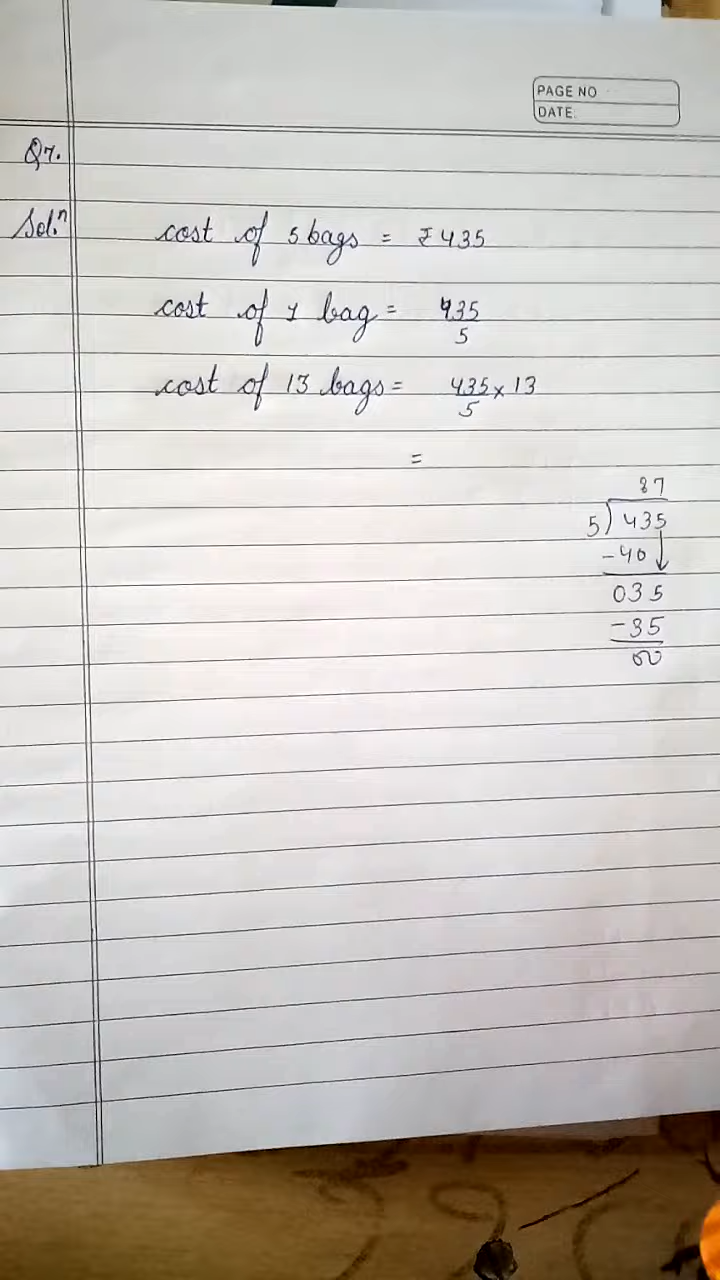 PAGE NO
DATE:
Q7.
Sol.ⁿ
cost of 5 bags = ₹435
cost of 1 bag = 435/5
cost of 13 bags = 435/5 × 13
=
87
5)435
-40↓
035
-35
00